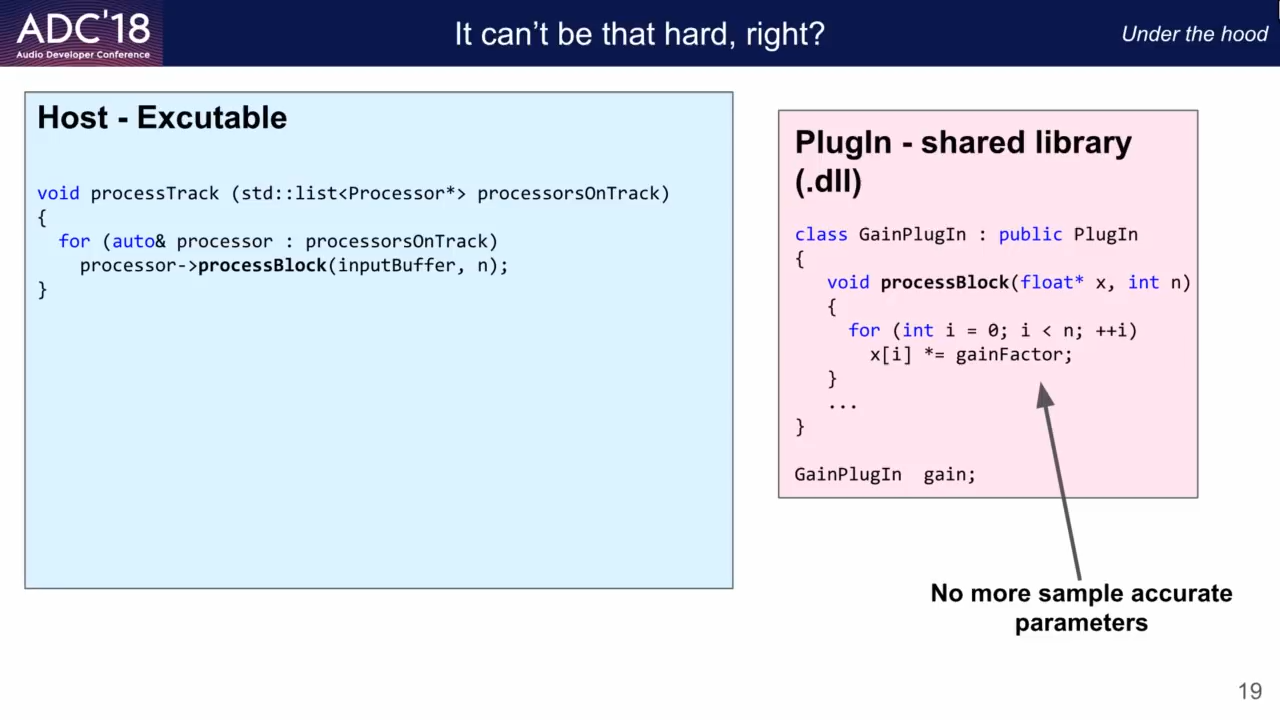 ADC'18
Audio Developer Conference
It can't be that hard, right?
Under the hood
Host - Excutable
void processTrack (std::list<Processor*> processorsOnTrack)
{
for (auto& processor : processorsOnTrack)
processor->processBlock(inputBuffer, n);
}
PlugIn - shared library
(.dll)
class GainPlugIn : public PlugIn
{
void processBlock(float* x, int n)
{
for (int i = 0; i < n; ++i)
x[i] *= gainFactor;
}
...
}
GainPlugIn  gain;
No more sample accurate
parameters
19